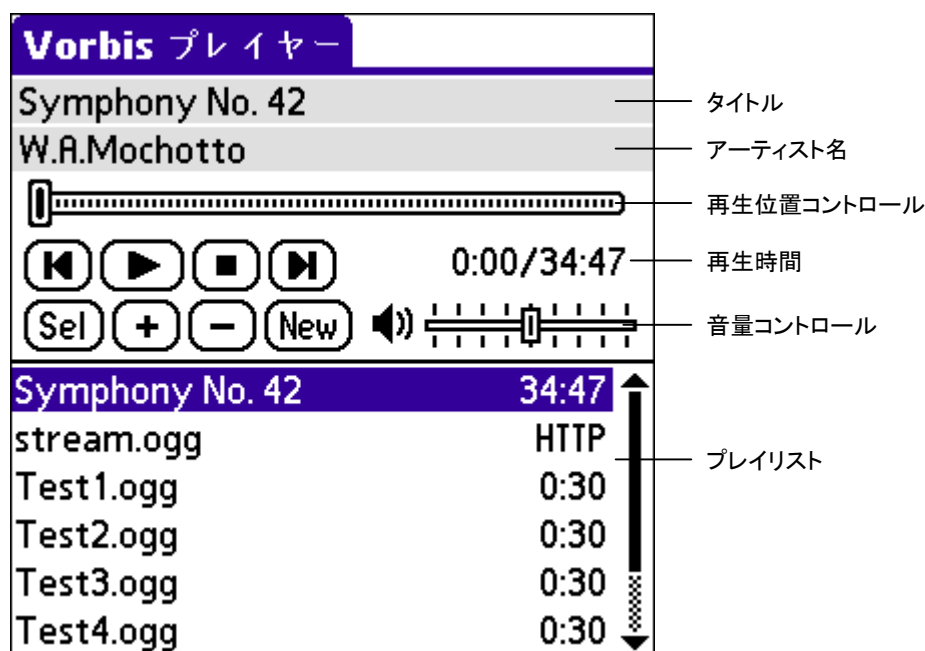 Vorbis プレイヤー
Symphony No. 42
タイトル
W.A.Mochotto
アーティスト名
再生位置コントロール
0:00/34:47
再生時間
Sel + − New
音量コントロール
Symphony No. 42 34:47
stream.ogg HTTP
プレイリスト
Test1.ogg 0:30
Test2.ogg 0:30
Test3.ogg 0:30
Test4.ogg 0:30